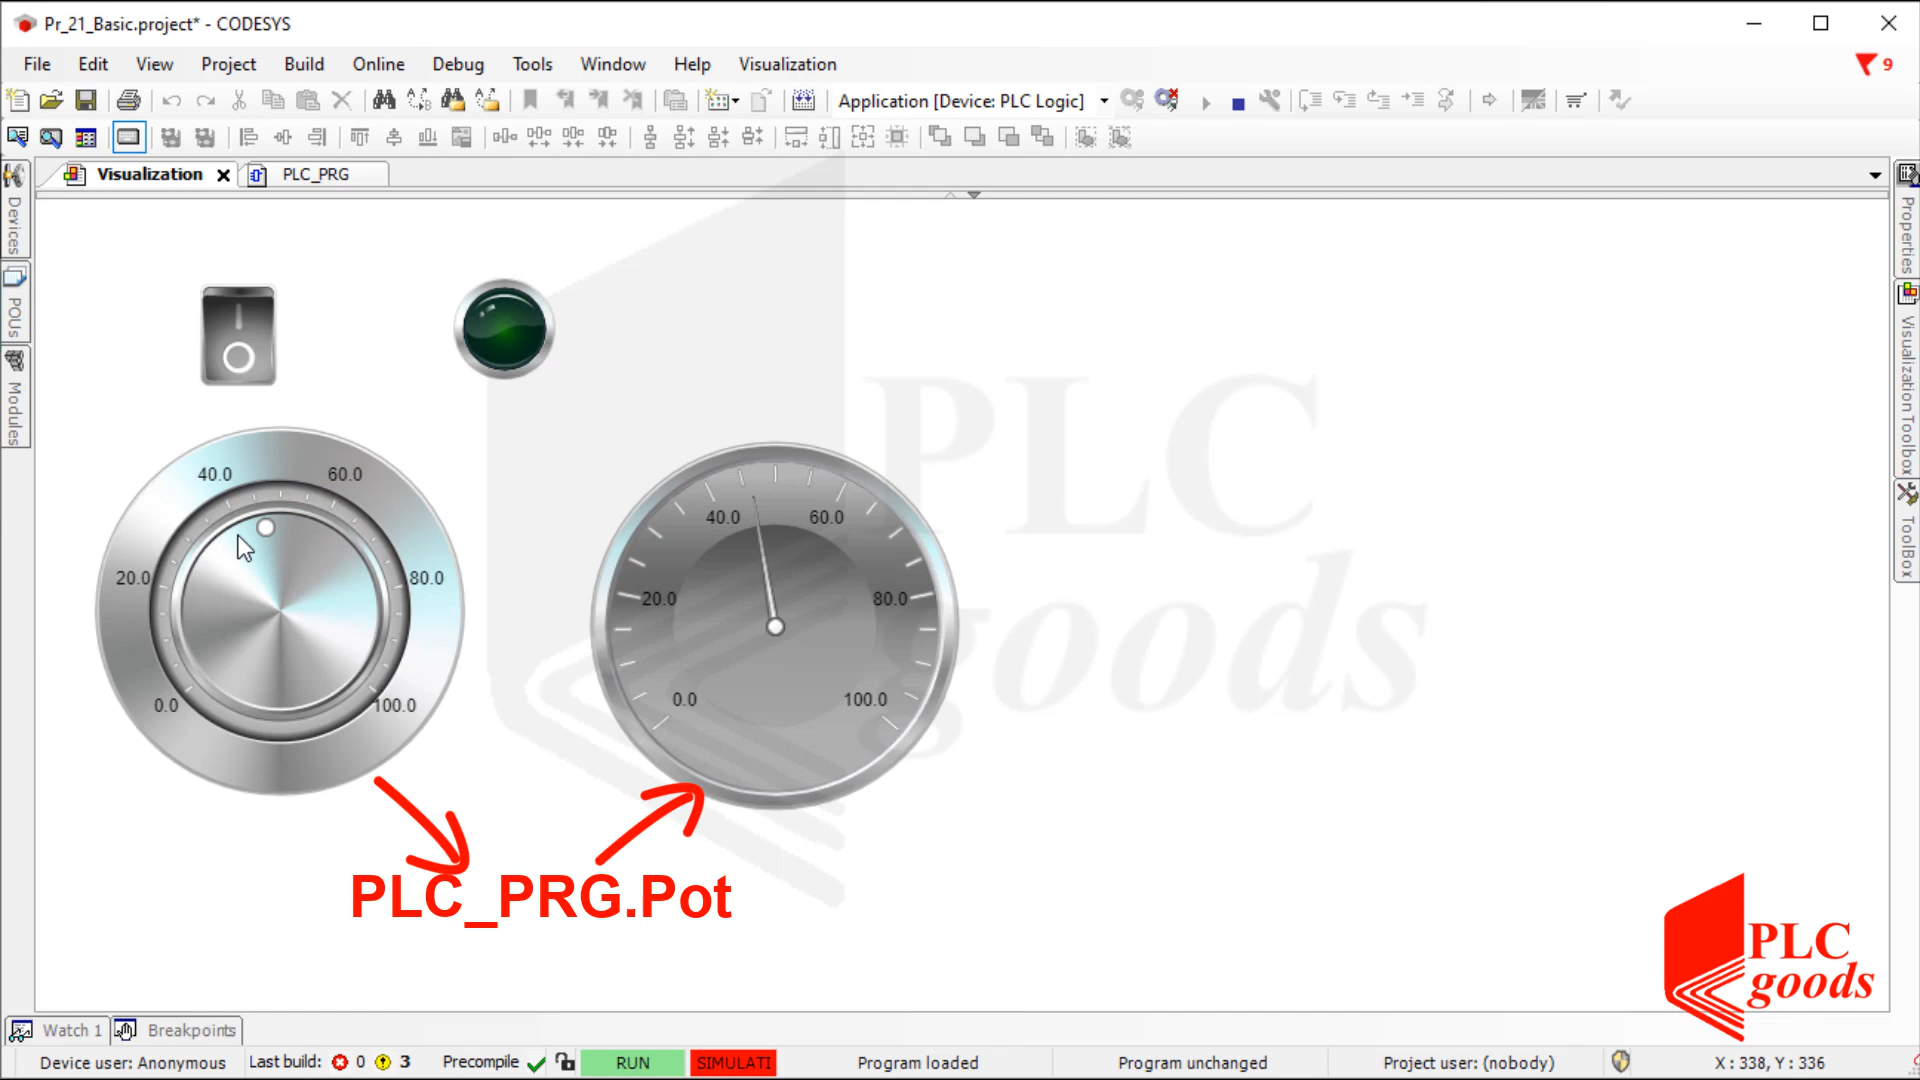 Pr_21_Basic.project* - CODESYS
File Edit View Project Build Online Debug Tools Window Help Visualization
9
Application [Device: PLC Logic]
Visualization PLC_PRG
Devices
POUs
Modules
Properties
Visualization Toolbox
ToolBox
40.0 60.0
20.0 80.0
0.0 100.0
40.0 60.0
20.0 80.0
0.0 100.0
PLC
goods
PLC_PRG.Pot
PLC
goods
Watch 1 Breakpoints
Device user: Anonymous Last build: 0 3 Precompile RUN SIMULATI Program loaded Program unchanged Project user: (nobody) X : 338, Y : 336